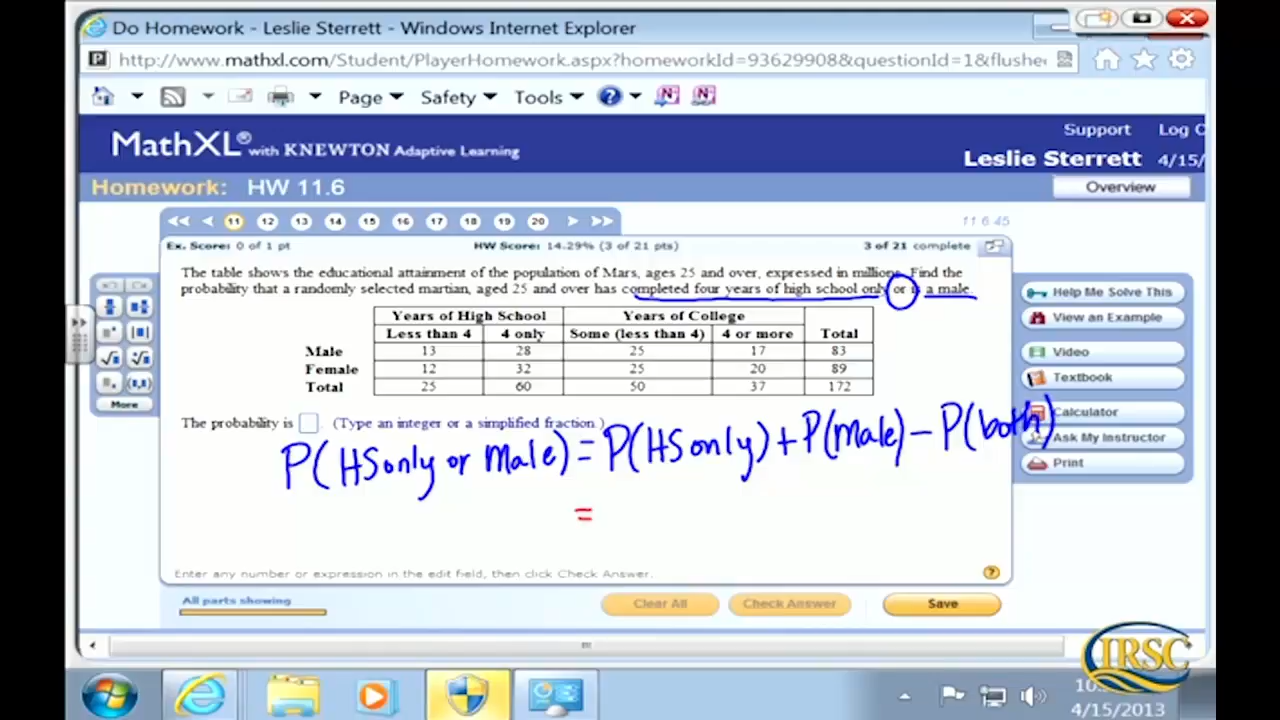 Do Homework - Leslie Sterrett - Windows Internet Explorer
http://www.mathxl.com/Student/PlayerHomework.aspx?homeworkId=93629908&questionId=1&flushe
Page Safety Tools
Support Log O
MathXL® with KNEWTON Adaptive Learning
Leslie Sterrett 4/15/
Homework: HW 11.6 Overview
11 12 13 14 15 16 17 18 19 20 11.6.45
Ex. Score: 0 of 1 pt HW Score: 14.29% (3 of 21 pts) 3 of 21 complete
The table shows the educational attainment of the population of Mars, ages 25 and over, expressed in millions. Find the
probability that a randomly selected martian, aged 25 and over has completed four years of high school only or is a male.
Years of High School Years of College
Less than 4 4 only Some (less than 4) 4 or more Total
Male 13 28 25 17 83
Female 12 32 25 20 89
Total 25 60 50 37 172
The probability is (Type an integer or a simplified fraction.)
P(HS only or Male) = P(HS only) + P(Male) - P(both)
=
Enter any number or expression in the edit field, then click Check Answer.
All parts showing
Clear All Check Answer Save
More
Help Me Solve This
View an Example
Video
Textbook
Calculator
Ask My Instructor
Print
IRSC
4/15/2013